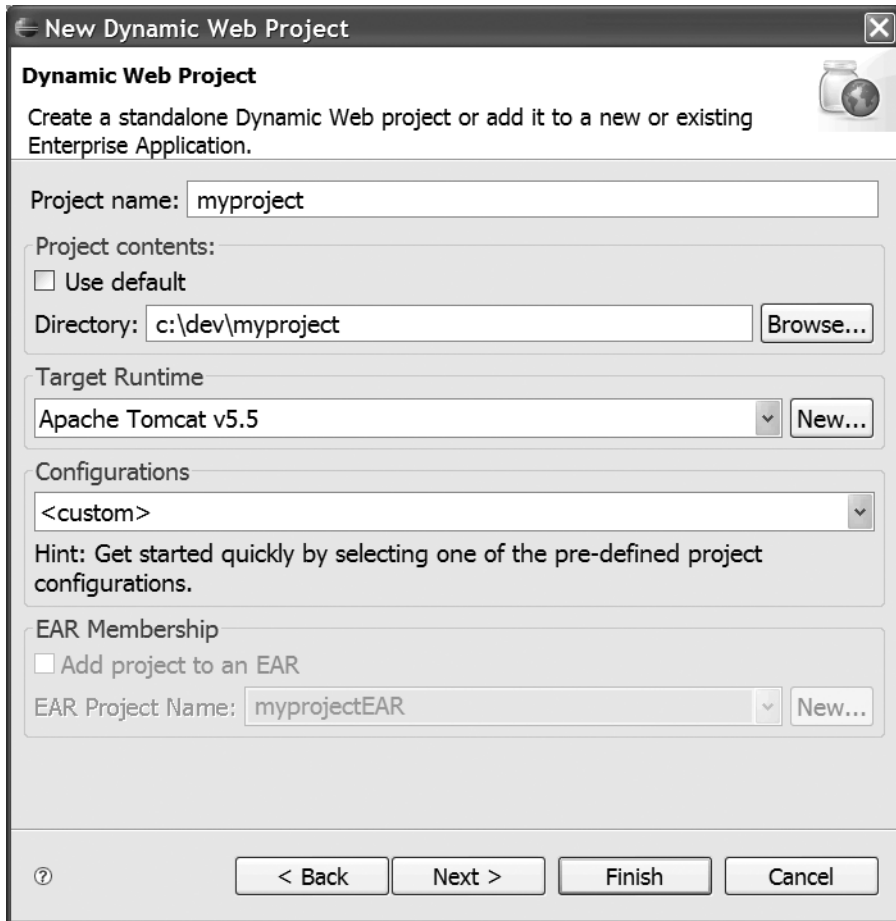 New Dynamic Web Project
Dynamic Web Project
Create a standalone Dynamic Web project or add it to a new or existing
Enterprise Application.
Project name: myproject
Project contents:
Use default
Directory: c:\dev\myproject Browse...
Target Runtime
Apache Tomcat v5.5 New...
Configurations
<custom>
Hint: Get started quickly by selecting one of the pre-defined project
configurations.
EAR Membership
Add project to an EAR
EAR Project Name: myprojectEAR New...
? < Back Next > Finish Cancel